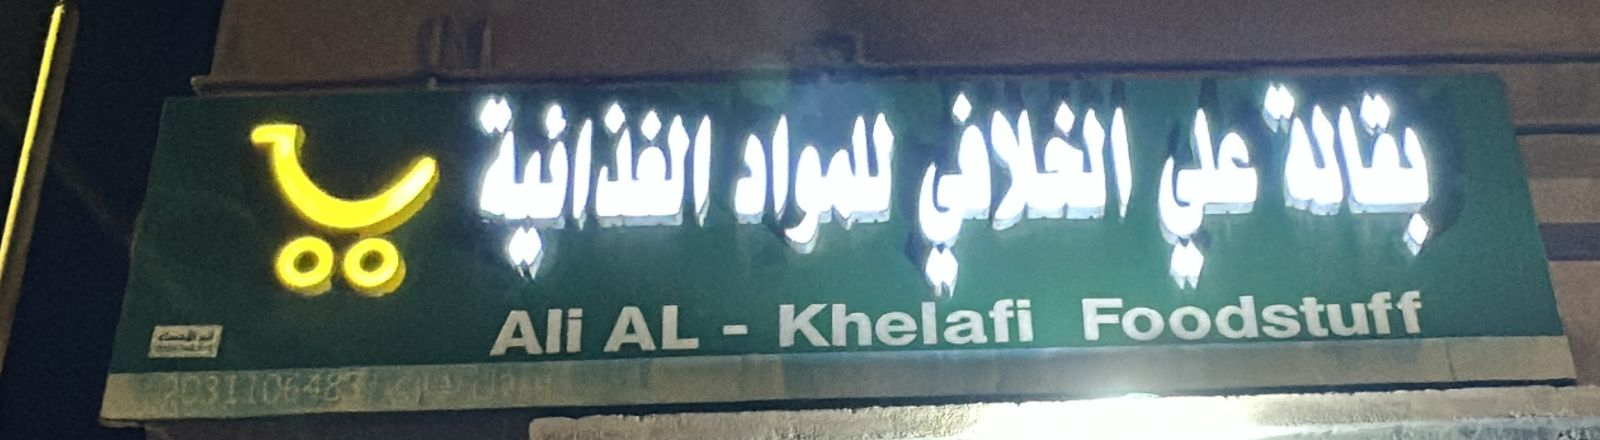 بقالة علي الخلافي للمواد الغذائية
Ali AL - Khelafi Foodstuff